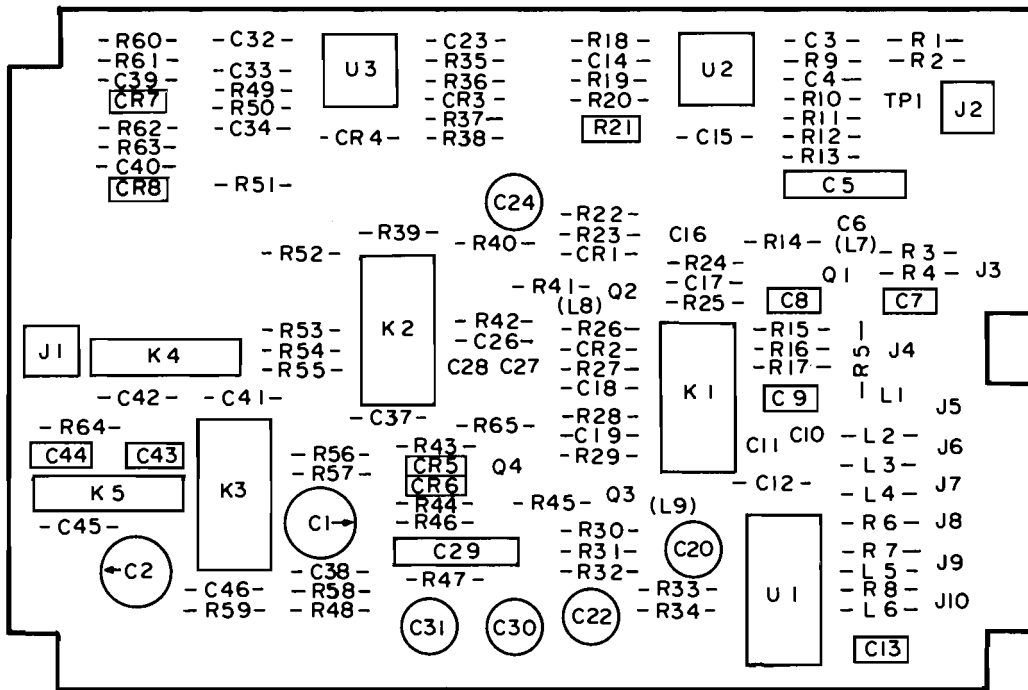 -R60- -C32- U3 -C23- -R18- U2 -C3- -R1-
-R61- -R35- -C14- -R9- -R2-
-C39- -C33- -R36- -R19- -C4-
CR7 -R49- -CR3- -R20- -R10- TP1 J2
-R50- -R37- -R11-
-R62- -C34- -CR4- -R38- R21 -C15- -R12-
-R63- -R13-
-C40-
CR8 -R51- C5
C24
-R22- C6
-R39- -R40- -R23- C16 -R14- (L7)
-R52- -CR1- -R24- -R3-
-R41- Q2 -C17- Q1 -R4- J3
(L8) -R25- C8 C7
-R53- K2 -R42- -R26- -R15-
J1 K4 -R54- -C26- -CR2- -R16- -R5- J4
-R55- C28 C27 -R27- -R17-
-C42- -C41- -C18- K1 C9 L1
-C37- J5
-R64- -R65- -R28- C10
C44 C43 -R56- -R43- -C19- C11 -L2- J6
-R57- CR5 Q4 -R29- -L3-
K5 K3 CR6 -C12- J7
-R44- -R45- Q3 (L9) -L4-
-C45- C1 -R46- -R30- -R6- J8
C2 C29 -R31- C20 -R7-
-C38- -R47- -R32- -L5- J9
-C46- -R58- -R33- U1 -R8-
-R59- -R48- -R34- -L6- J10
C31 C30 C22
C13